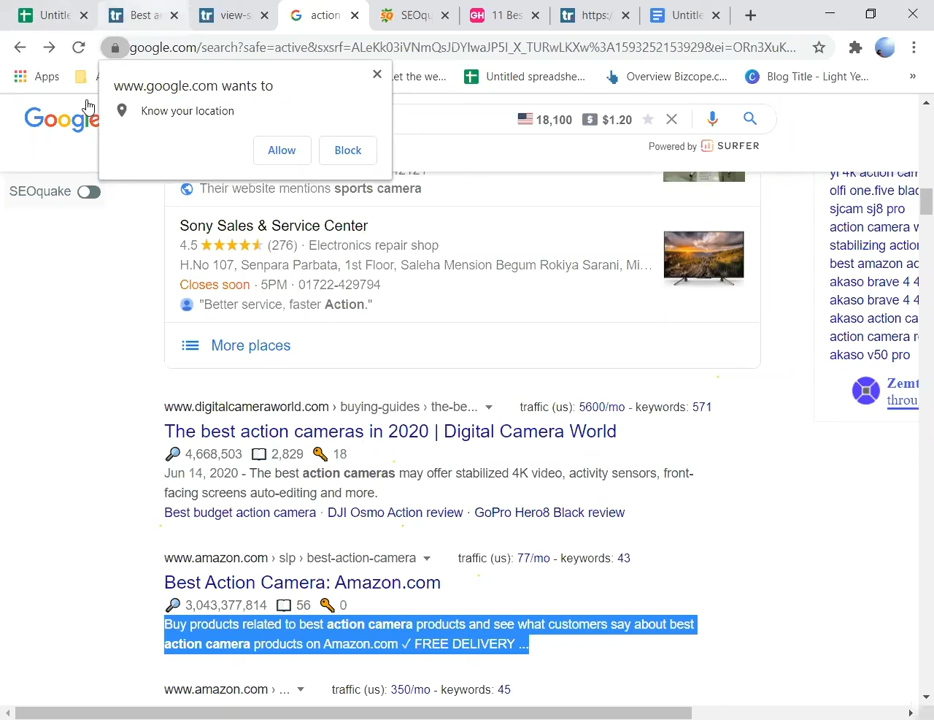 Untitle
Best a
view-s
action
SEOqu
11 Bes
https:/
Untitle
google.com/search?safe=active&sxsrf=ALeKk03iVNmQsJDYIwaJP5I_X_TURwLKXw%3A1593252153929&ei=ORn3XuK...
Apps
A
et the we...
Untitled spreadshe...
Overview Bizcope.c...
Blog Title - Light Ye...
»
www.google.com wants to
Know your location
Allow
Block
Google
18,100
$1.20
Powered by SURFER
SEOquake
Their website mentions sports camera
Sony Sales & Service Center
4.5 (276) · Electronics repair shop
H.No 107, Senpara Parbata, 1st Floor, Saleha Mension Begum Rokiya Sarani, Mi...
Closes soon · 5PM · 01722-429794
"Better service, faster Action."
More places
www.digitalcameraworld.com › buying-guides › the-be... traffic (us): 5600/mo - keywords: 571
The best action cameras in 2020 | Digital Camera World
4,668,503 2,829 18
Jun 14, 2020 - The best action cameras may offer stabilized 4K video, activity sensors, front-
facing screens auto-editing and more.
Best budget action camera · DJI Osmo Action review · GoPro Hero8 Black review
www.amazon.com › slp › best-action-camera traffic (us): 77/mo - keywords: 43
Best Action Camera: Amazon.com
3,043,377,814 56 0
Buy products related to best action camera products and see what customers say about best
action camera products on Amazon.com ✓ FREE DELIVERY ...
www.amazon.com › ... traffic (us): 350/mo - keywords: 45
yi 4k action cam
olfi one.five blac
sjcam sj8 pro
action camera w
stabilizing actio
best amazon ac
akaso brave 4 4
akaso brave 4 4
akaso action ca
action camera r
akaso v50 pro
Zemt
throu